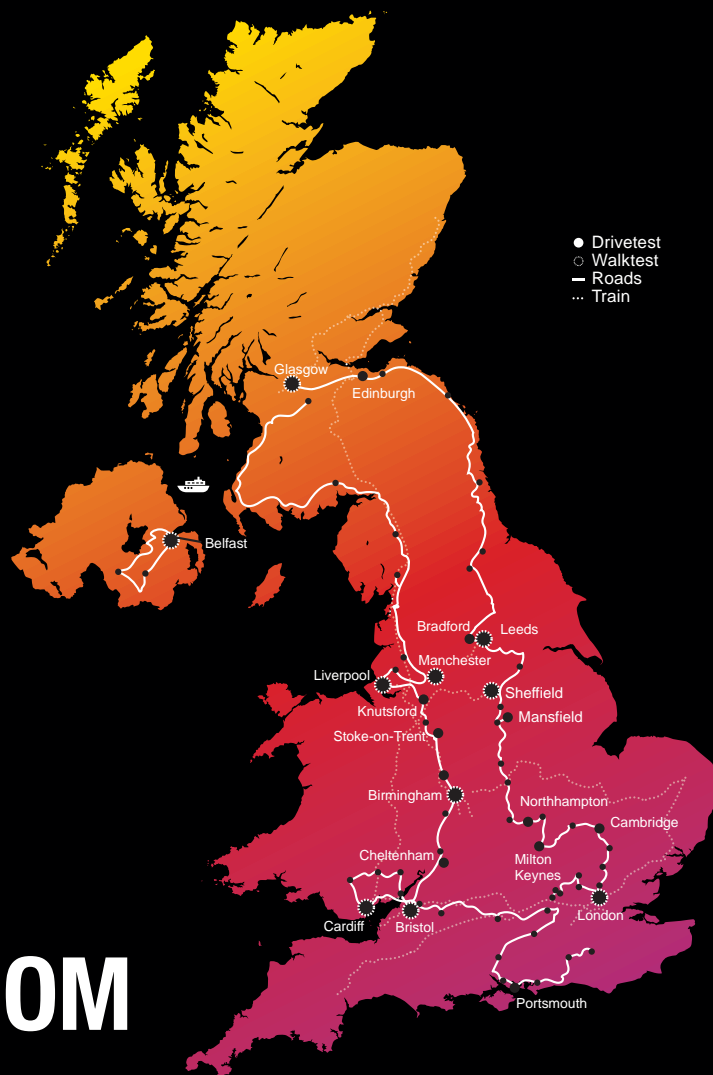 Drivetest
Walktest
Roads
Train
Glasgow
Edinburgh
Belfast
Bradford
Leeds
Manchester
Liverpool
Sheffield
Knutsford
Mansfield
Stoke-on-Trent
Birmingham
Northhampton
Cambridge
Cheltenham
Milton
Keynes
London
Cardiff
Bristol
Portsmouth
OM